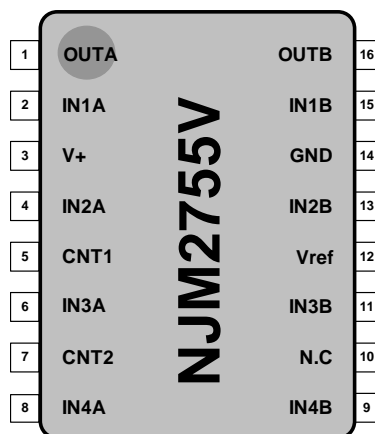 1 OUTA OUTB 16
2 IN1A IN1B 15
3 V+ GND 14
4 IN2A IN2B 13
5 CNT1 Vref 12
6 IN3A IN3B 11
7 CNT2 N.C 10
8 IN4A IN4B 9
NJM2755V